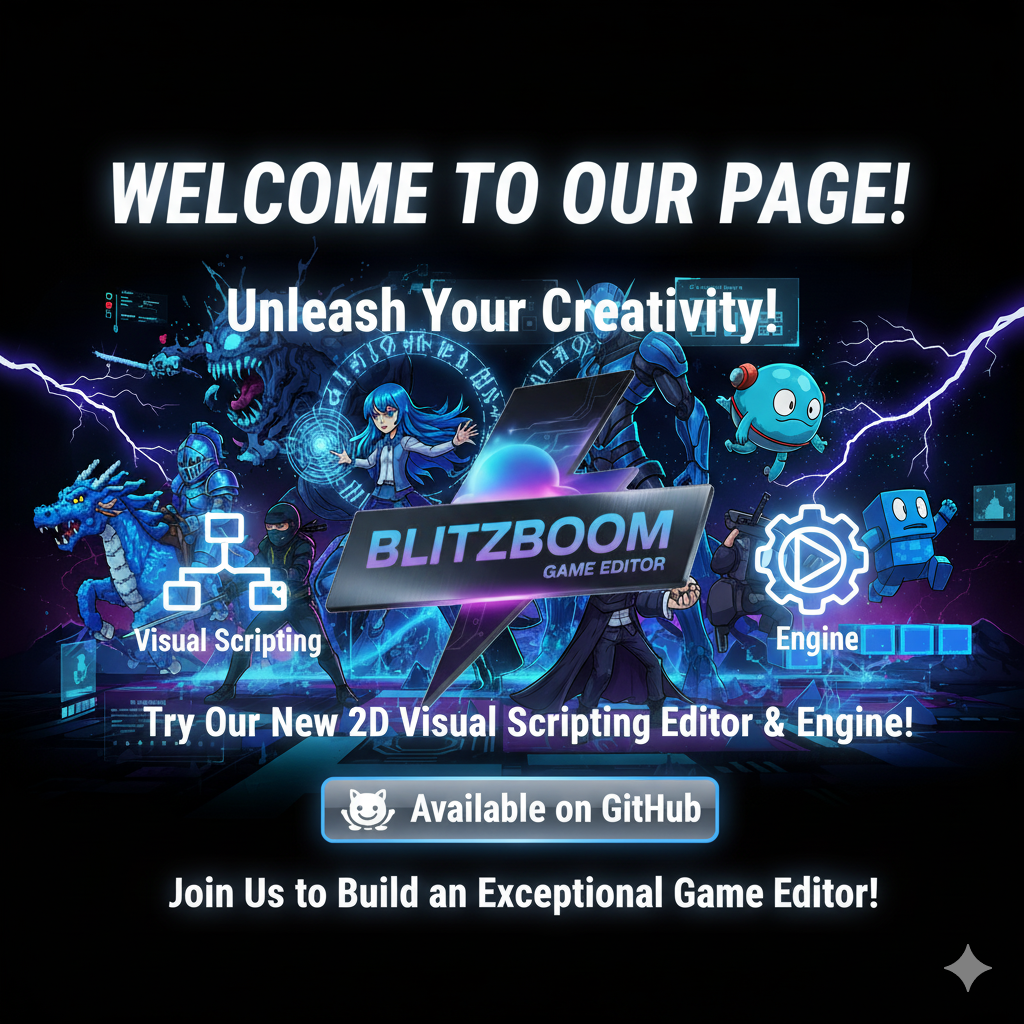 WELCOME TO OUR PAGE!
Unleash Your Creativity!
BLITZBOOM
GAME EDITOR
Visual Scripting
Engine
Try Our New 2D Visual Scripting Editor & Engine!
Available on GitHub
Join Us to Build an Exceptional Game Editor!